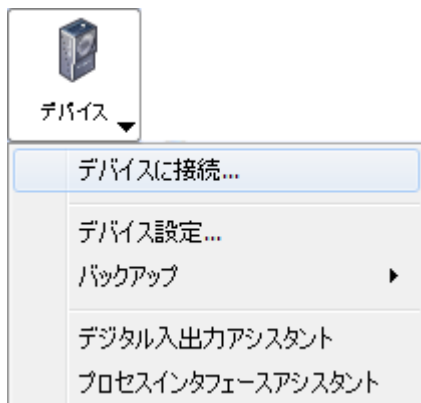 デバイス
デバイスに接続...
デバイス設定...
バックアップ
デジタル入出力アシスタント
プロセスインタフェースアシスタント